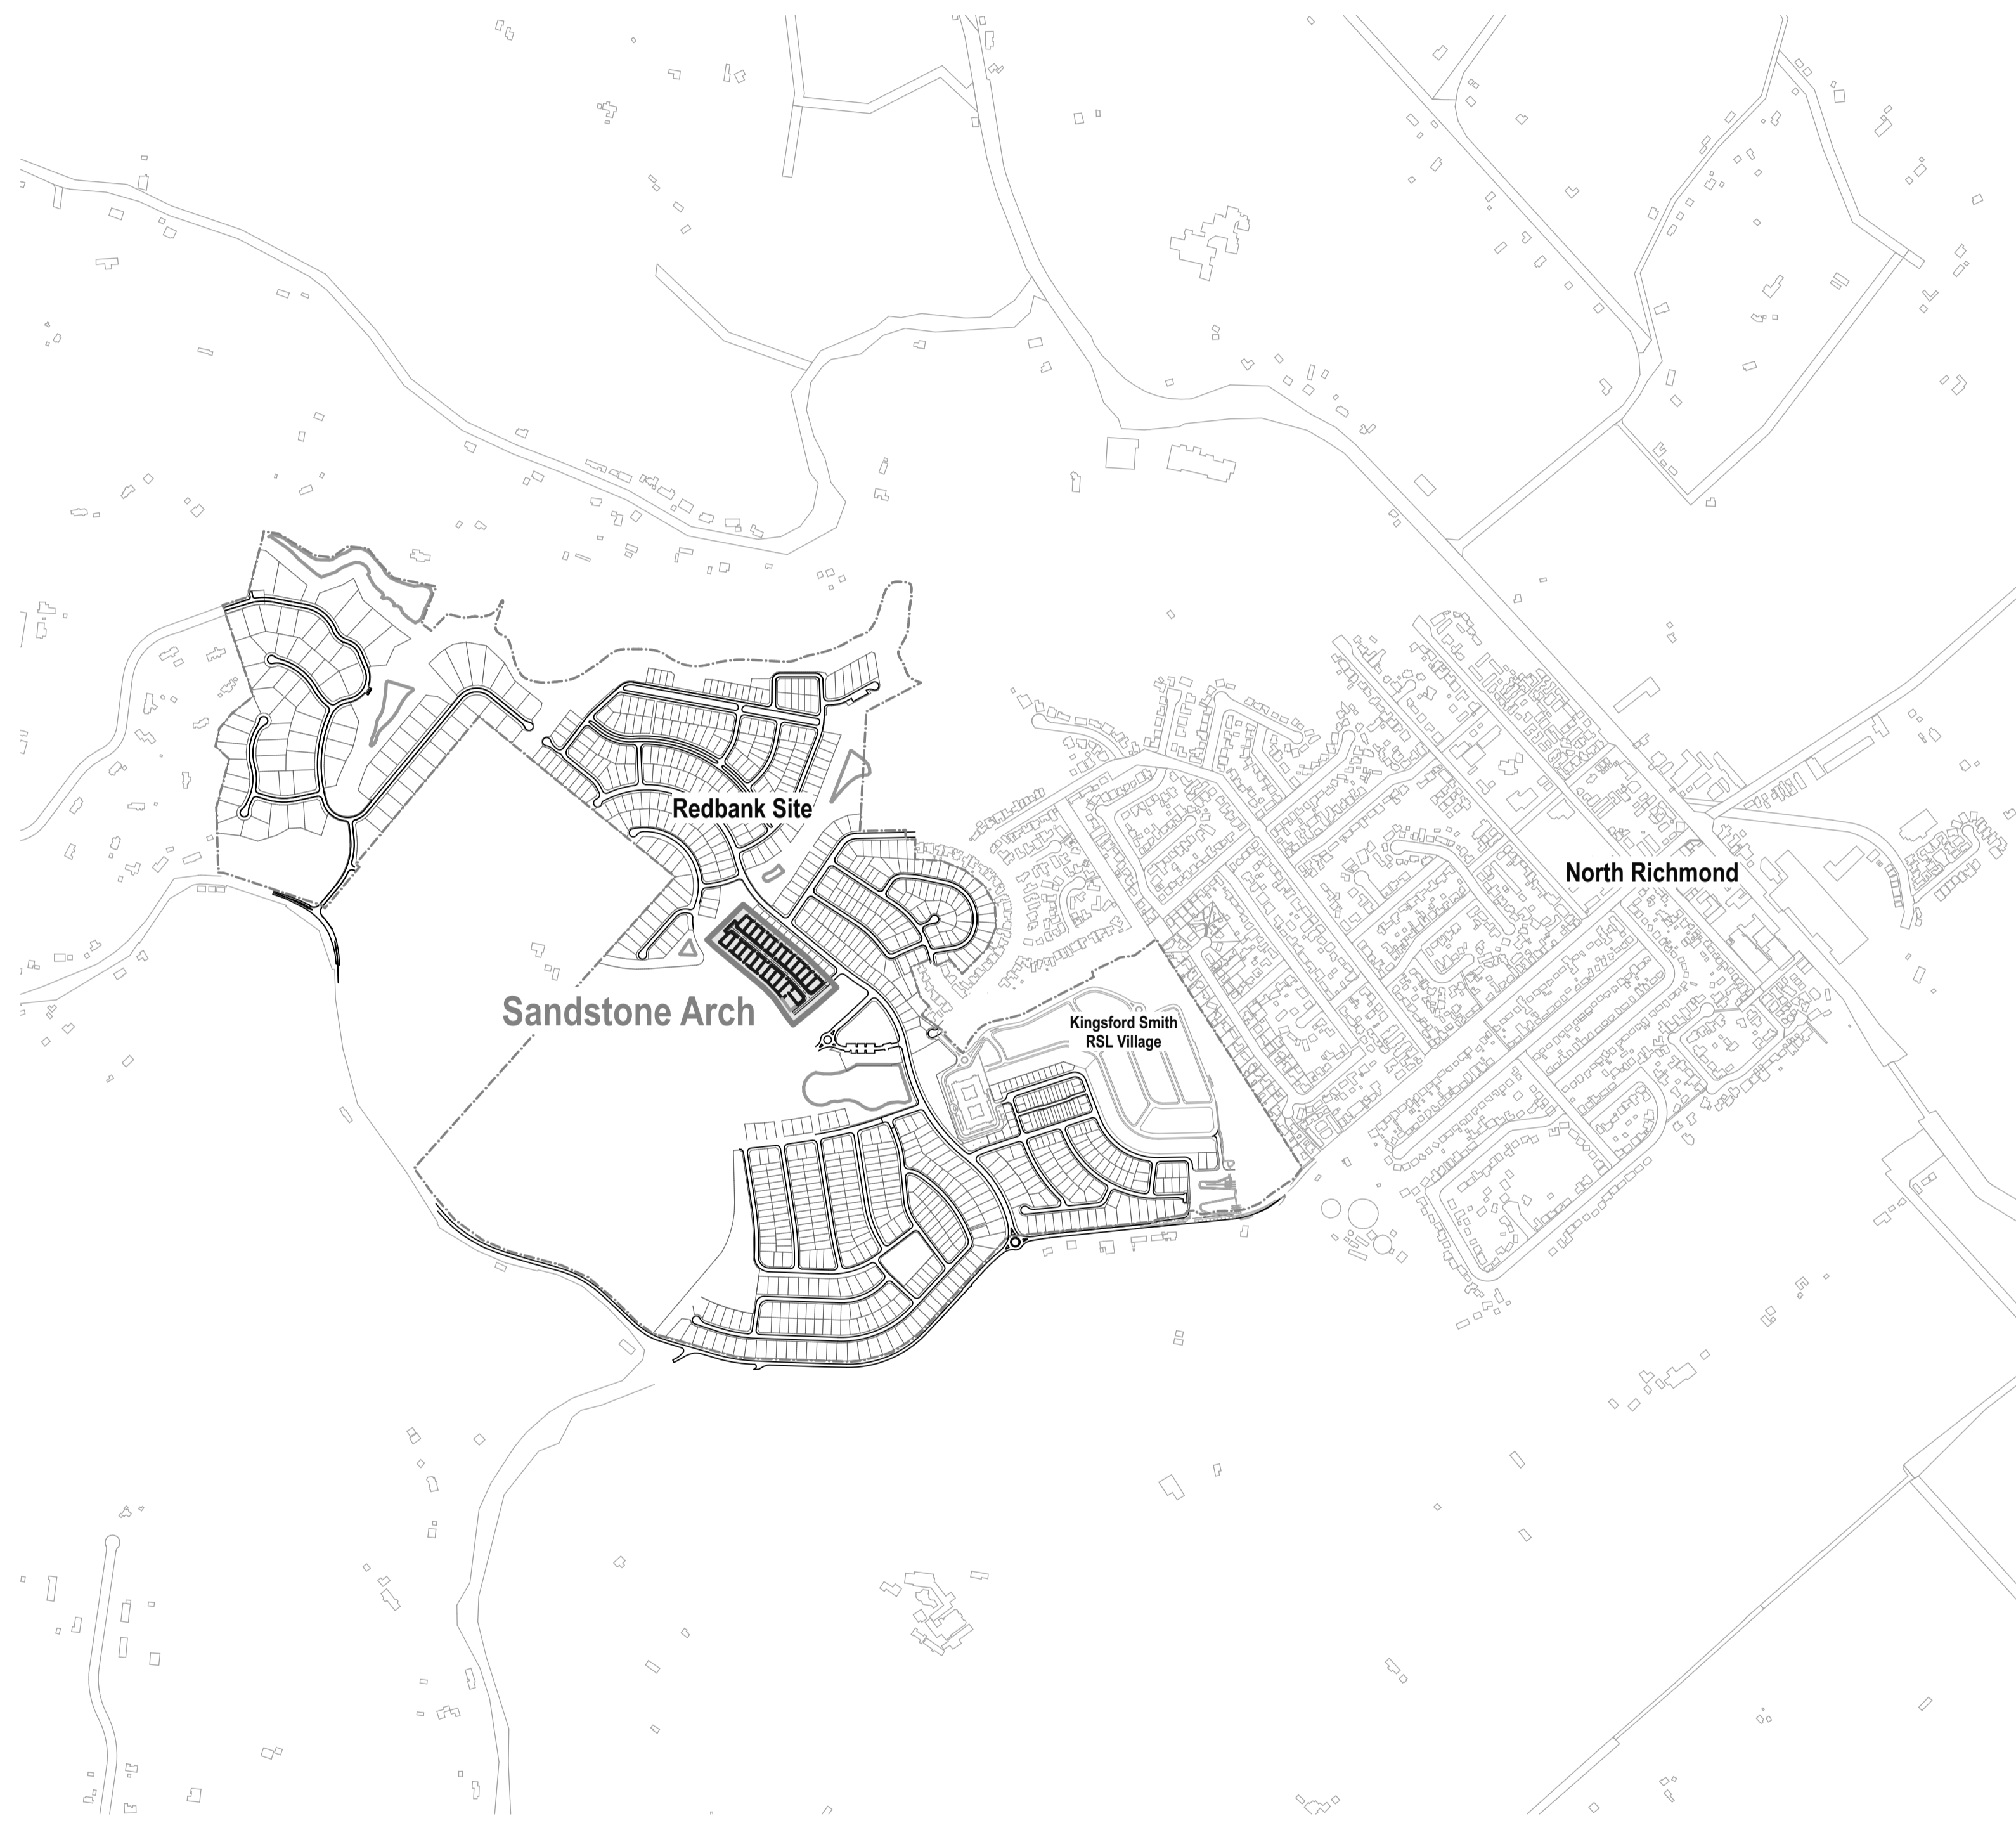 Redbank Site
North Richmond
Sandstone Arch
Kingsford Smith
RSL Village